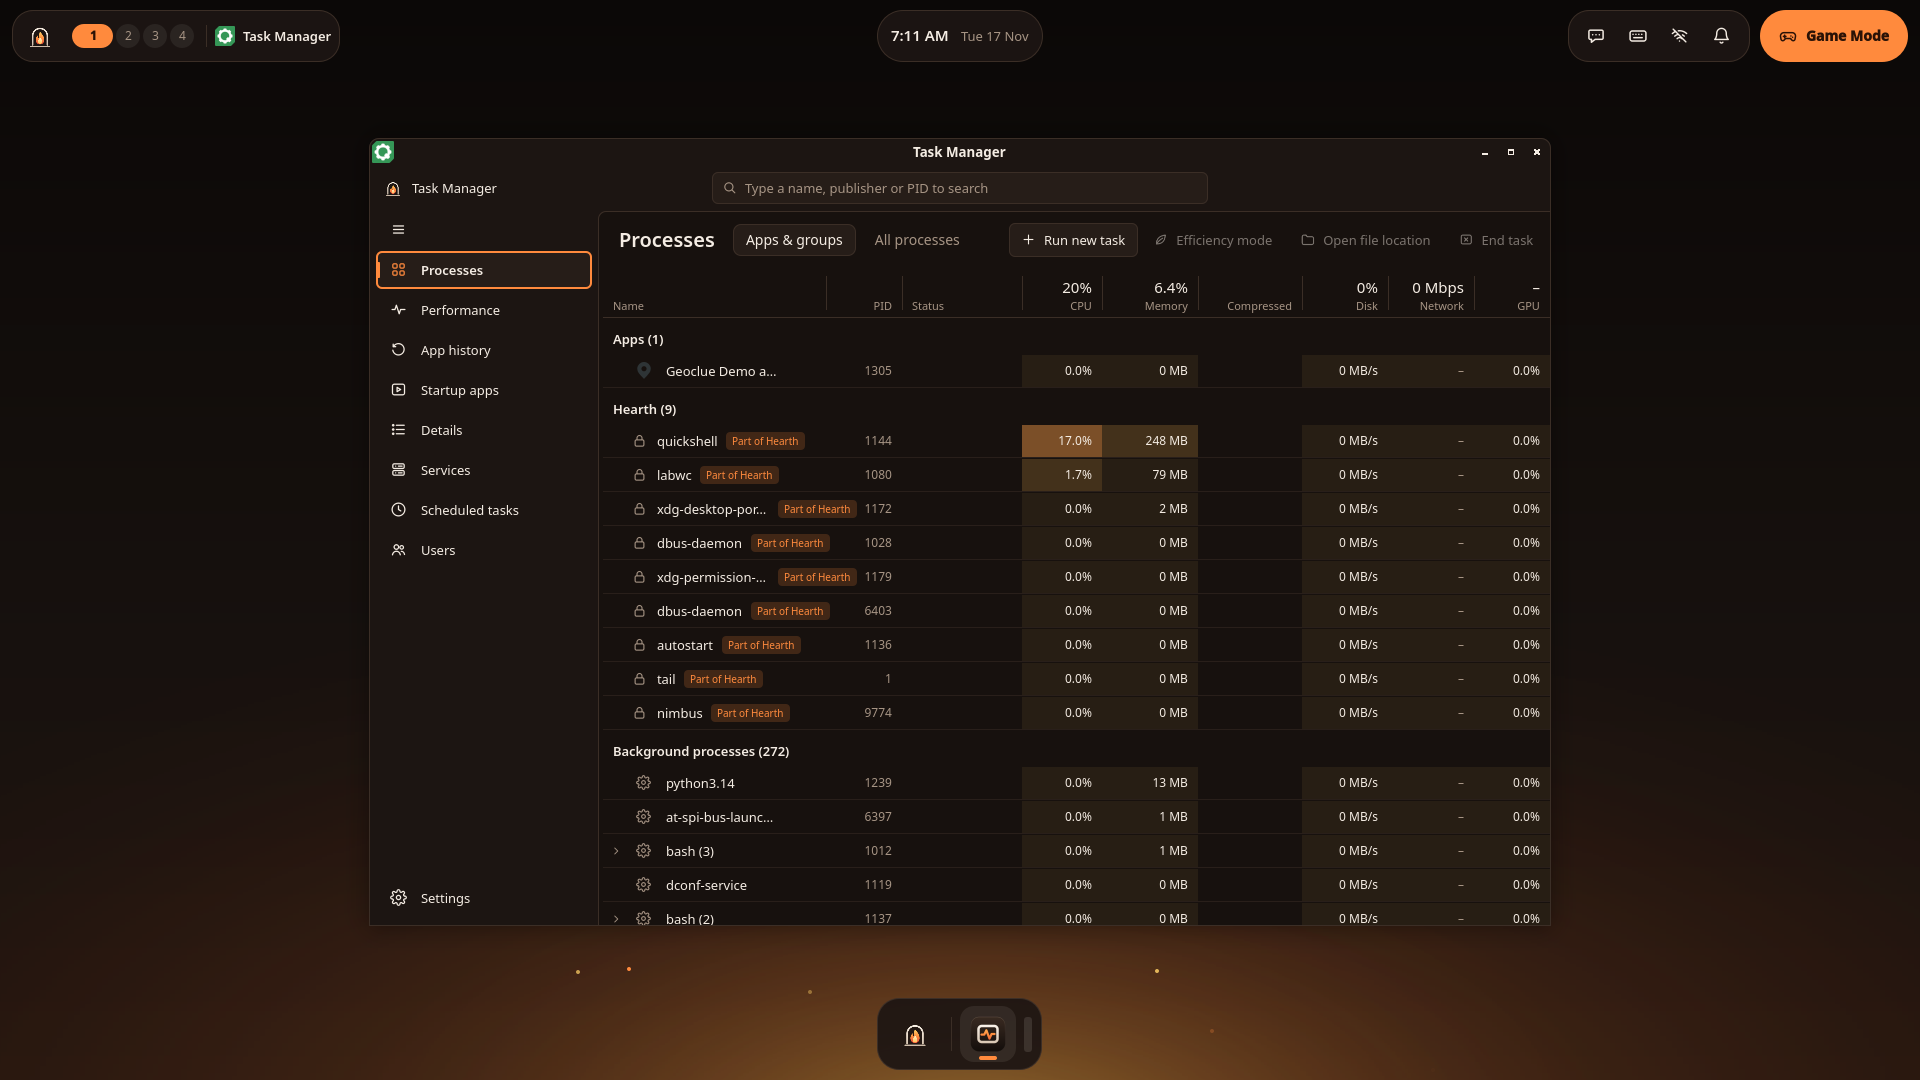 1 2 3 4 Task Manager
7:11 AM Tue 17 Nov
Game Mode
Task Manager
Task Manager
Type a name, publisher or PID to search
Processes
Performance
App history
Startup apps
Details
Services
Scheduled tasks
Users
Settings
Processes Apps & groups All processes Run new task Efficiency mode Open file location End task
20% 6.4% 0% 0 Mbps –
Name PID Status CPU Memory Compressed Disk Network GPU
Apps (1)
Geoclue Demo a... 1305 0.0% 0 MB 0 MB/s – 0.0%
Hearth (9)
quickshell Part of Hearth 1144 17.0% 248 MB 0 MB/s – 0.0%
labwc Part of Hearth 1080 1.7% 79 MB 0 MB/s – 0.0%
xdg-desktop-por... Part of Hearth 1172 0.0% 2 MB 0 MB/s – 0.0%
dbus-daemon Part of Hearth 1028 0.0% 0 MB 0 MB/s – 0.0%
xdg-permission-... Part of Hearth 1179 0.0% 0 MB 0 MB/s – 0.0%
dbus-daemon Part of Hearth 6403 0.0% 0 MB 0 MB/s – 0.0%
autostart Part of Hearth 1136 0.0% 0 MB 0 MB/s – 0.0%
tail Part of Hearth 1 0.0% 0 MB 0 MB/s – 0.0%
nimbus Part of Hearth 9774 0.0% 0 MB 0 MB/s – 0.0%
Background processes (272)
python3.14 1239 0.0% 13 MB 0 MB/s – 0.0%
at-spi-bus-launc... 6397 0.0% 1 MB 0 MB/s – 0.0%
bash (3) 1012 0.0% 1 MB 0 MB/s – 0.0%
dconf-service 1119 0.0% 0 MB 0 MB/s – 0.0%
bash (2) 1137 0.0% 0 MB 0 MB/s – 0.0%